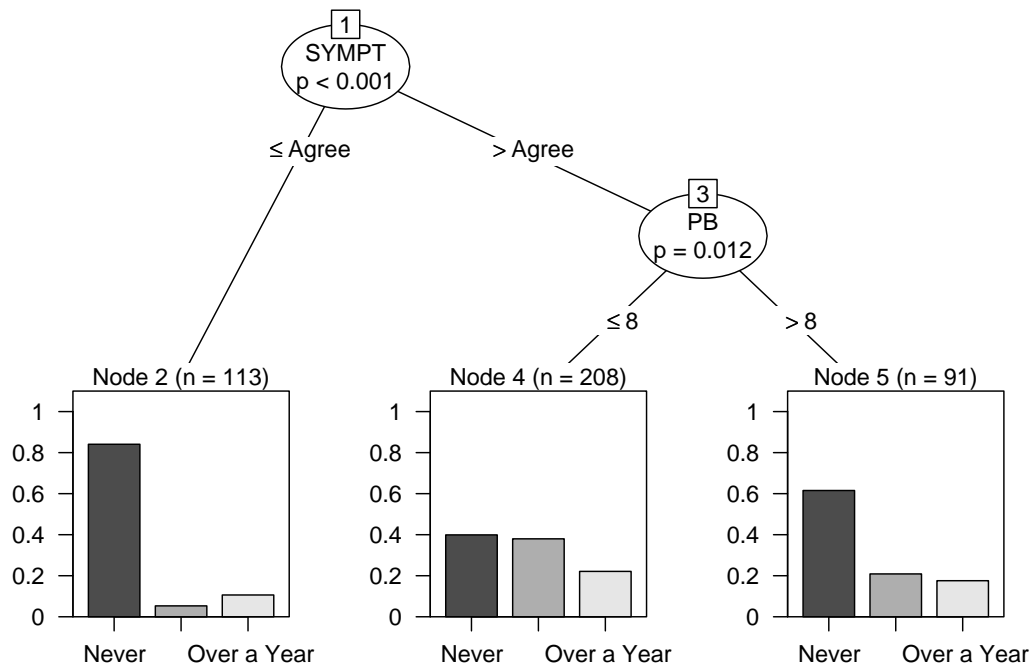 1
SYMPT
p < 0.001
≤ Agree
> Agree
3
PB
p = 0.012
≤ 8
> 8
Node 2 (n = 113)
1
0.8
0.6
0.4
0.2
0
Never
Over a Year
Node 4 (n = 208)
1
0.8
0.6
0.4
0.2
0
Never
Over a Year
Node 5 (n = 91)
1
0.8
0.6
0.4
0.2
0
Never
Over a Year